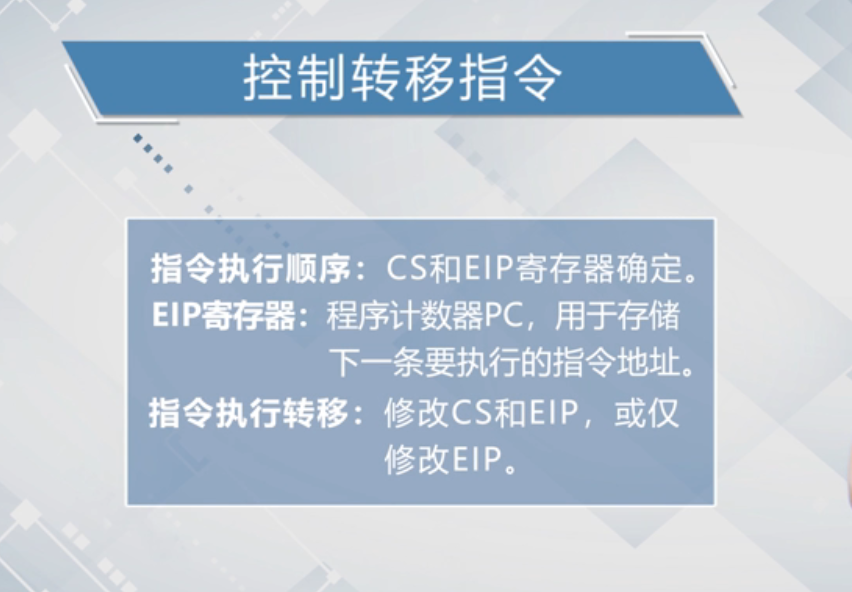 控制转移指令
指令执行顺序：CS和EIP寄存器确定。
EIP寄存器：程序计数器PC，用于存储
下一条要执行的指令地址。
指令执行转移：修改CS和EIP，或仅
修改EIP。